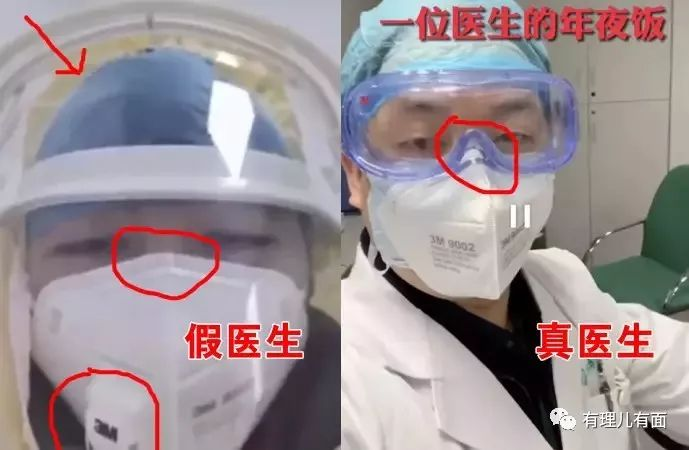 一位医生的年夜饭
3M 9002
3M
假医生
真医生
有理儿有面